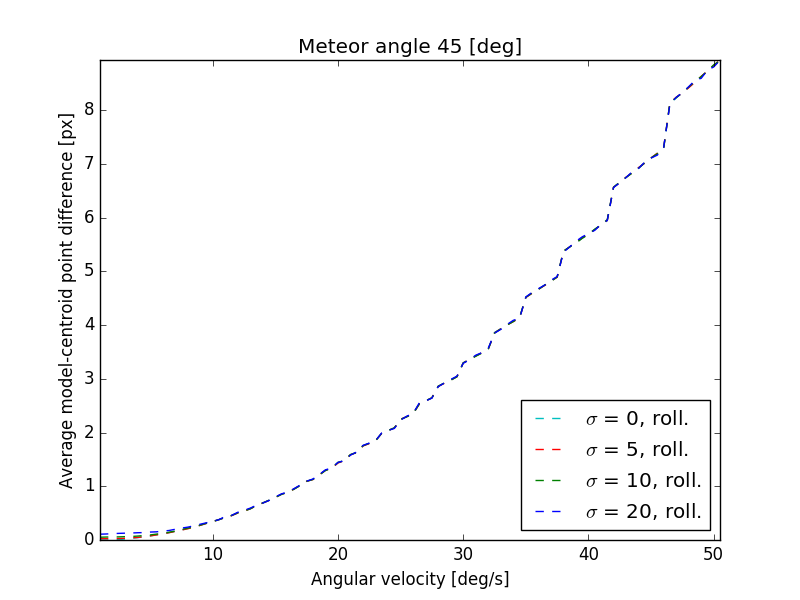 Meteor angle 45 [deg]
Average model-centroid point difference [px]
8
7
6
5
4
3
2
1
0
σ = 0, roll.
σ = 5, roll.
σ = 10, roll.
σ = 20, roll.
10 20 30 40 50
Angular velocity [deg/s]